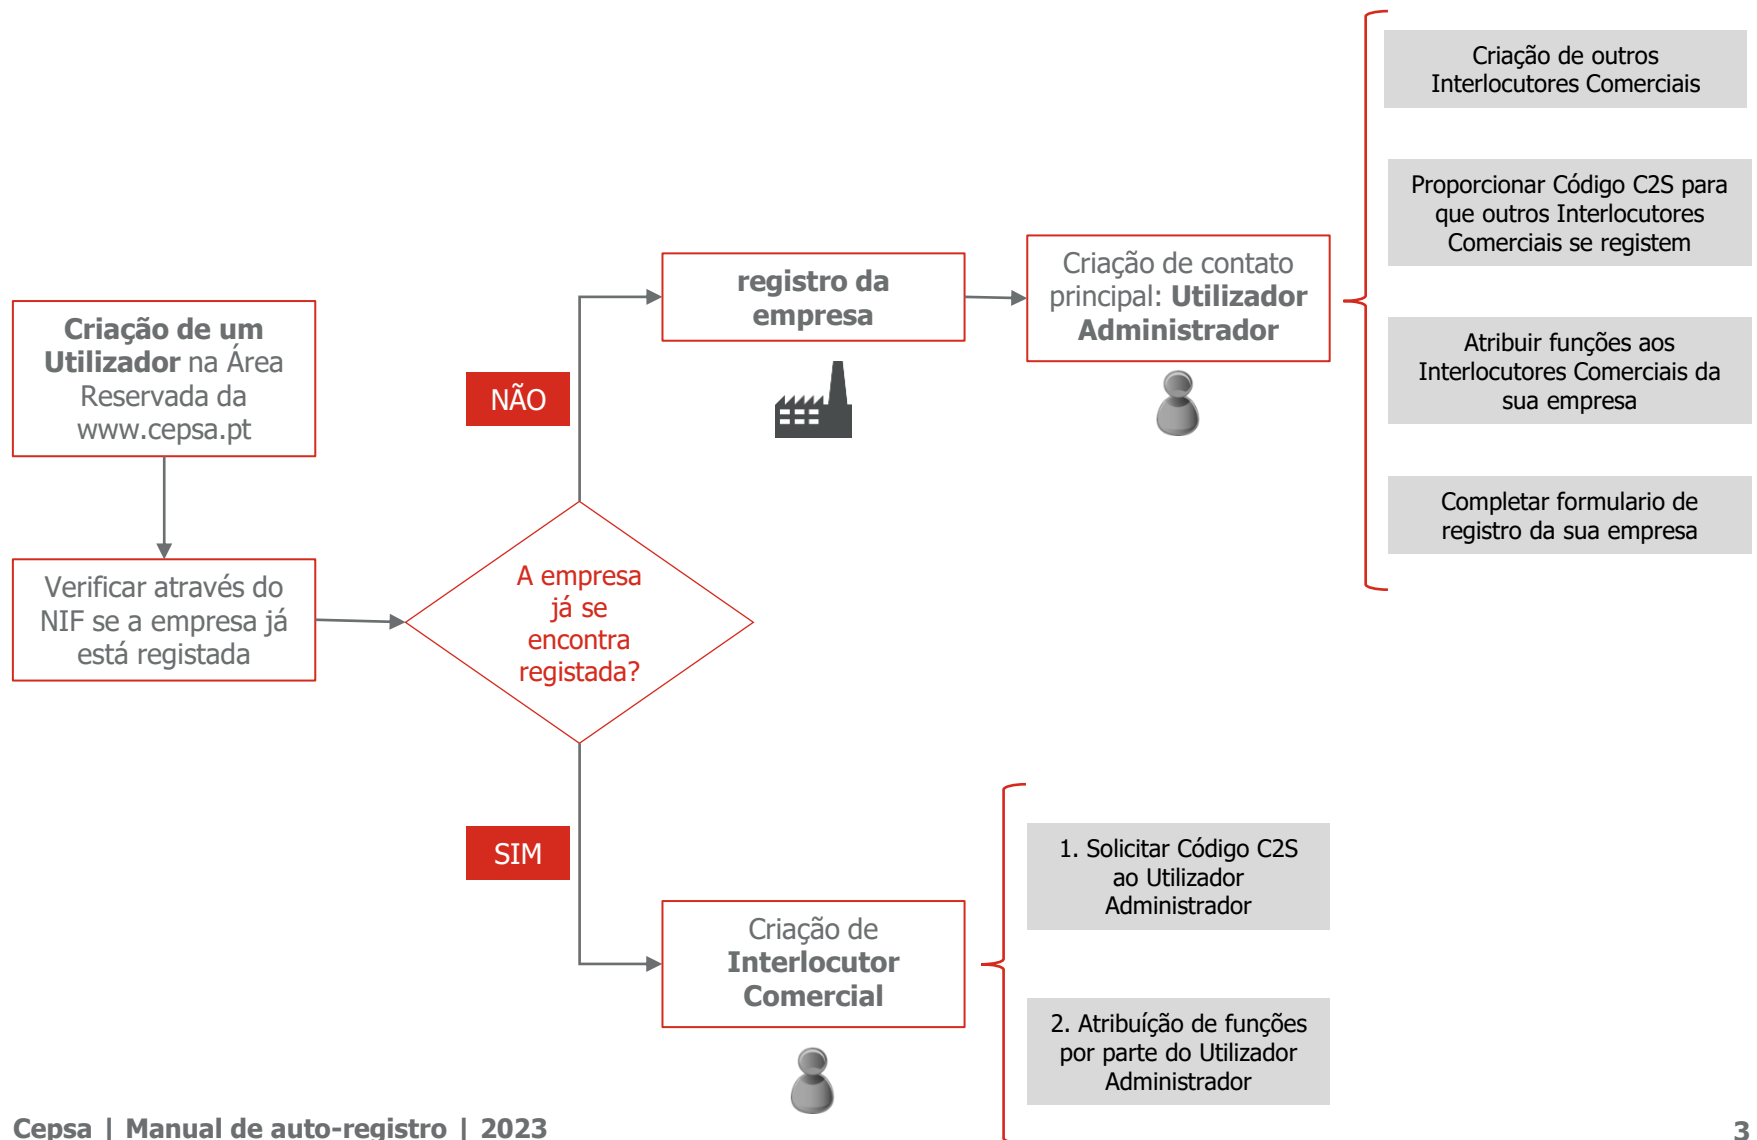 Criação de outros
Interlocutores Comerciais
Proporcionar Código C2S para
que outros Interlocutores
Comerciais se registem
Atribuir funções aos
Interlocutores Comerciais da
sua empresa
Completar formulario de
registro da sua empresa
Criação de contato
principal: Utilizador
Administrador
registro da
empresa
Criação de um
Utilizador na Área
Reservada da
www.cepsa.pt
NÃO
Verificar através do
NIF se a empresa já
está registada
A empresa
já se
encontra
registada?
SIM
Criação de
Interlocutor
Comercial
1. Solicitar Código C2S
ao Utilizador
Administrador
2. Atribuíção de funções
por parte do Utilizador
Administrador
Cepsa | Manual de auto-registro | 2023
3